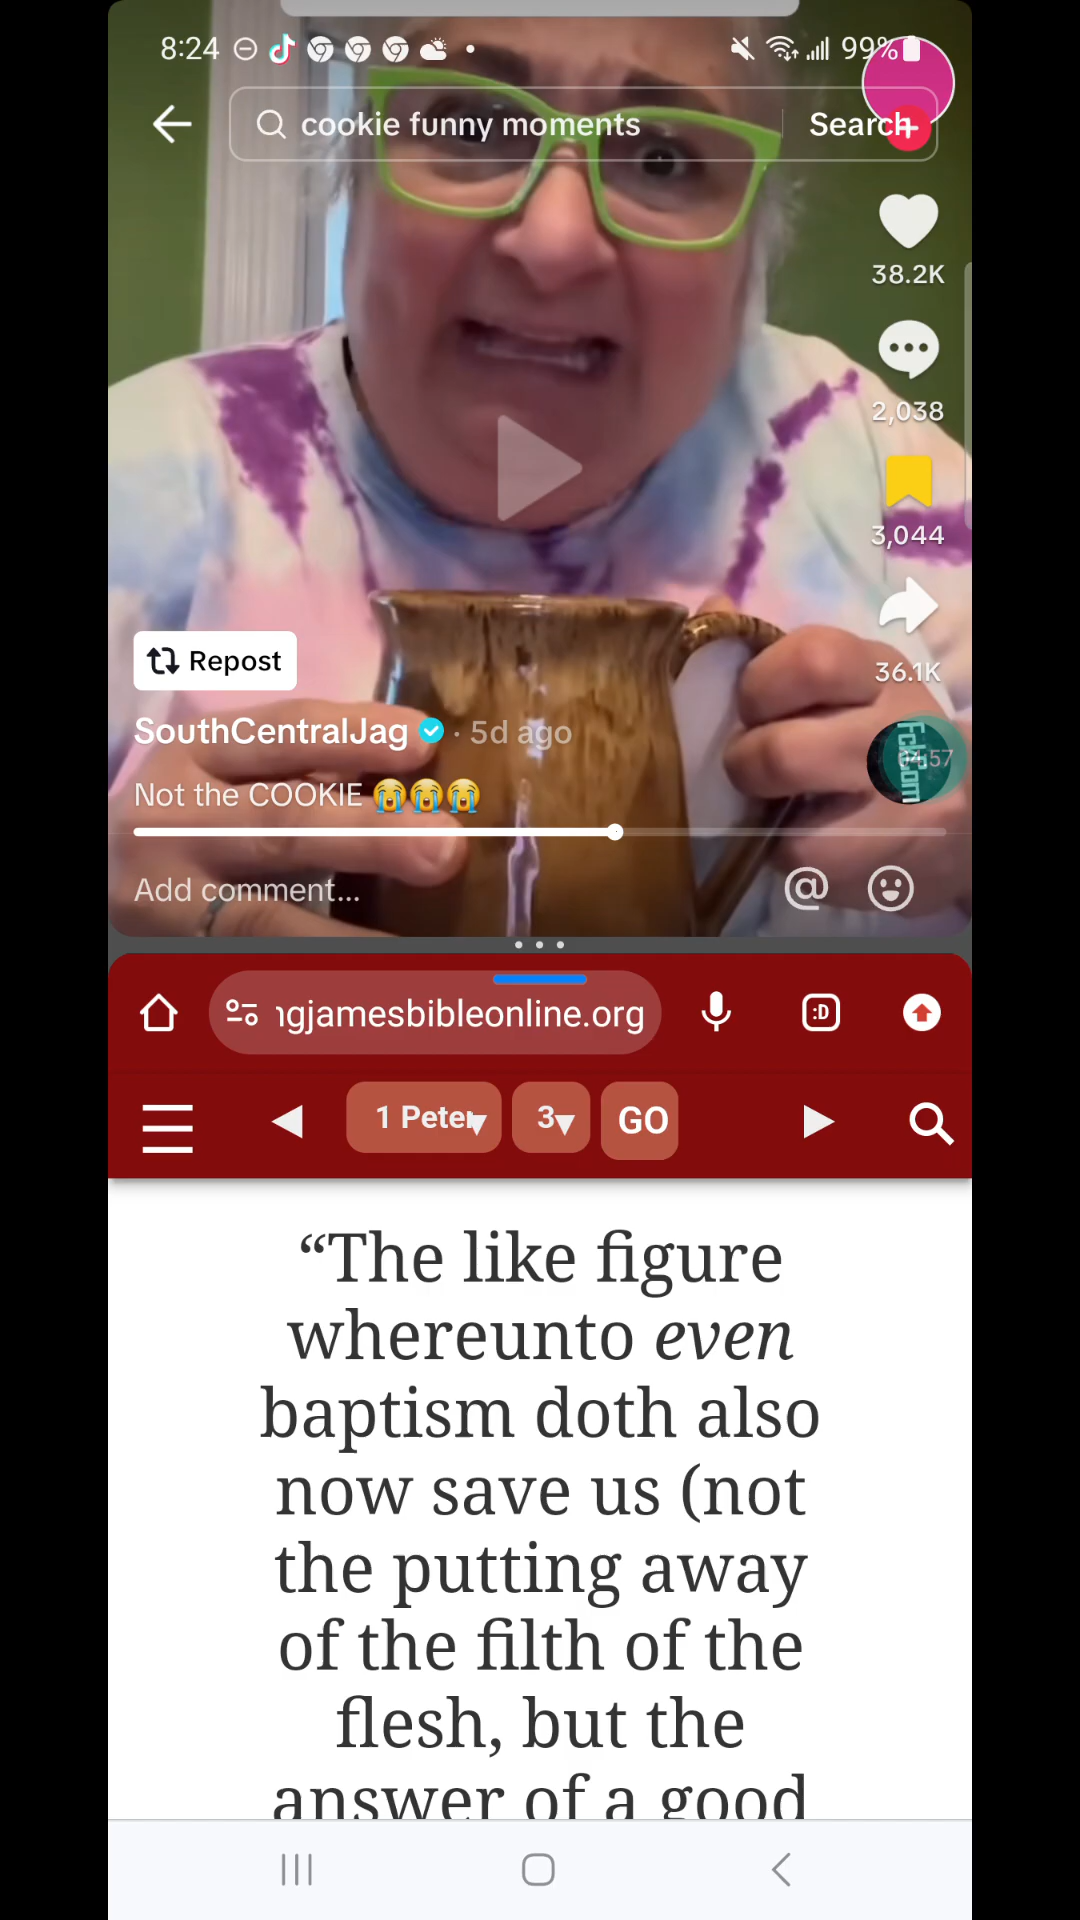 8:24
99%
cookie funny moments
Search
38.2K
2,038
3,044
Repost
36.1K
SouthCentralJag · 5d ago
04:57
Not the COOKIE 😭😭😭
Add comment...
@
ngjamesbibleonline.org
:D
1 Peter
3
GO
“The like figure
whereunto even
baptism doth also
now save us (not
the putting away
of the filth of the
flesh, but the
answer of a good